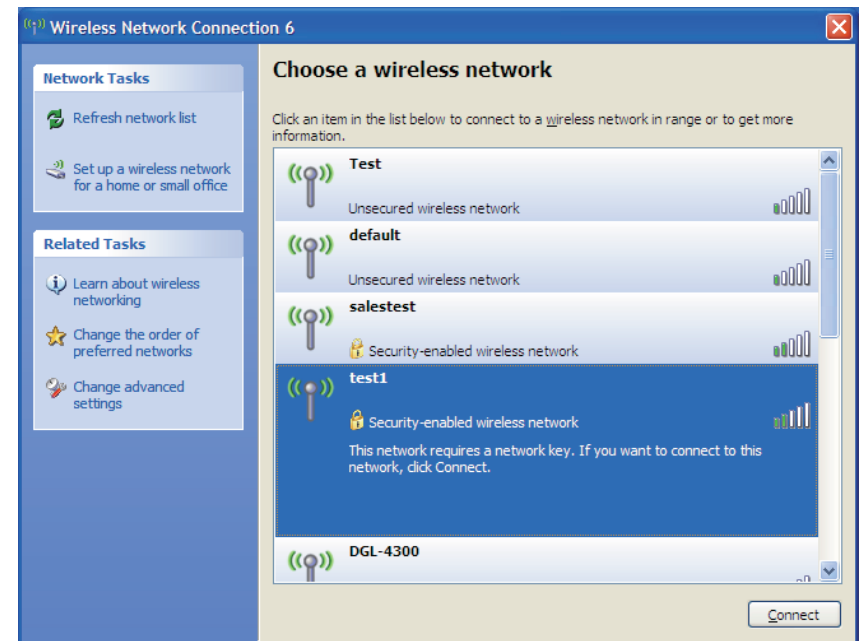 Wireless Network Connection 6
Network Tasks
Refresh network list
Set up a wireless network
for a home or small office
Related Tasks
Learn about wireless
networking
Change the order of
preferred networks
Change advanced
settings
Choose a wireless network
Click an item in the list below to connect to a wireless network in range or to get more
information.
Test
Unsecured wireless network
default
Unsecured wireless network
salestest
Security-enabled wireless network
test1
Security-enabled wireless network
This network requires a network key. If you want to connect to this
network, click Connect.
DGL-4300
Connect